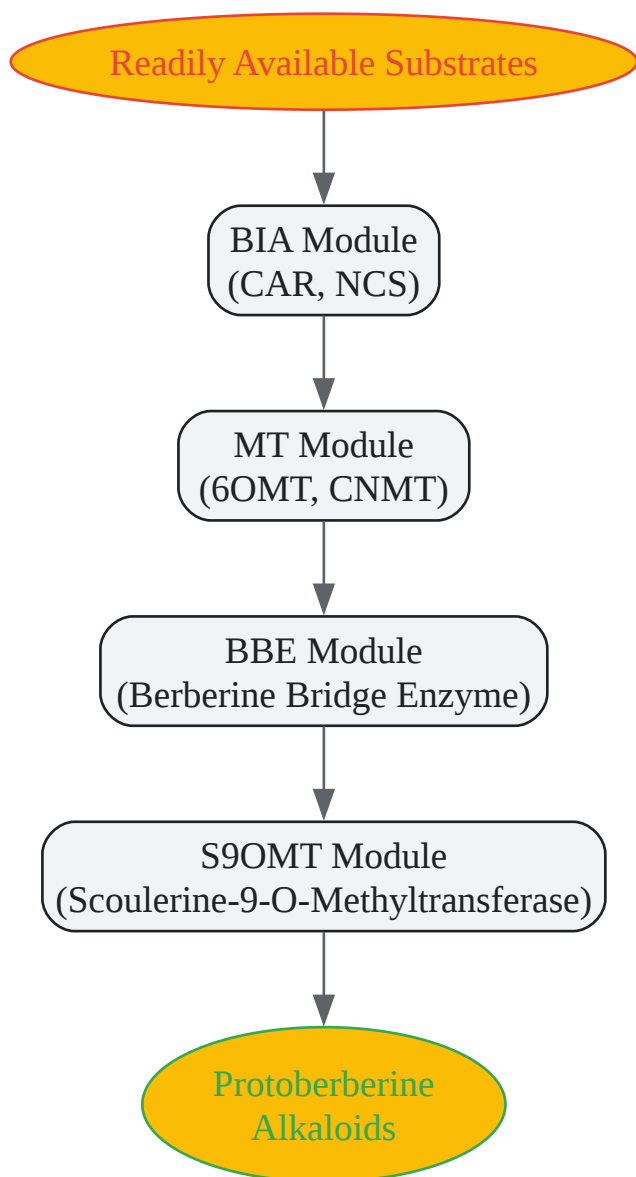 Readily Available Substrates
BIA Module
(CAR, NCS)
MT Module
(6OMT, CNMT)
BBE Module
(Berberine Bridge Enzyme)
S9OMT Module
(Scoulerine-9-O-Methyltransferase)
Protoberberine
Alkaloids